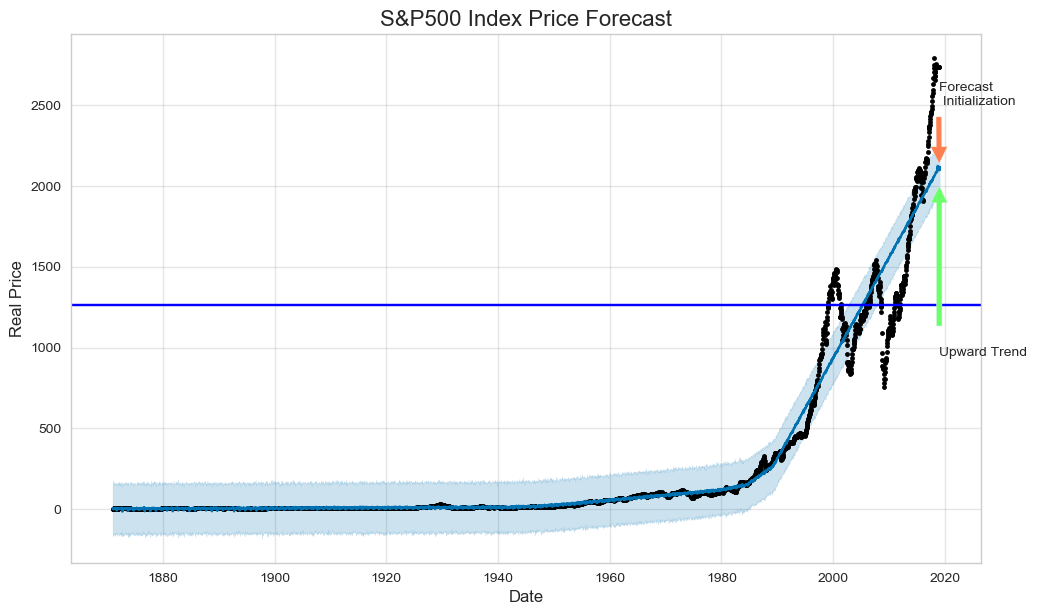 S&P500 Index Price Forecast
Real Price
2500
2000
1500
1000
500
0
Forecast
Initialization
Upward Trend
1880
1900
1920
1940
1960
1980
2000
2020
Date